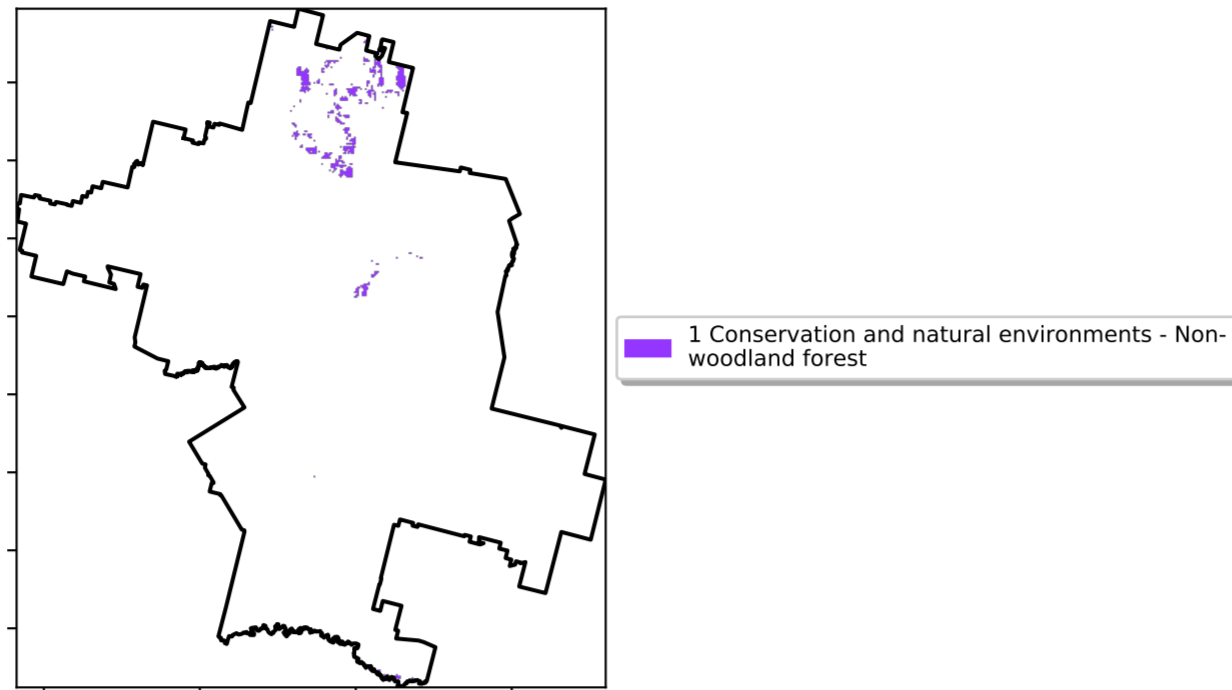 1 Conservation and natural environments - Non-
woodland forest